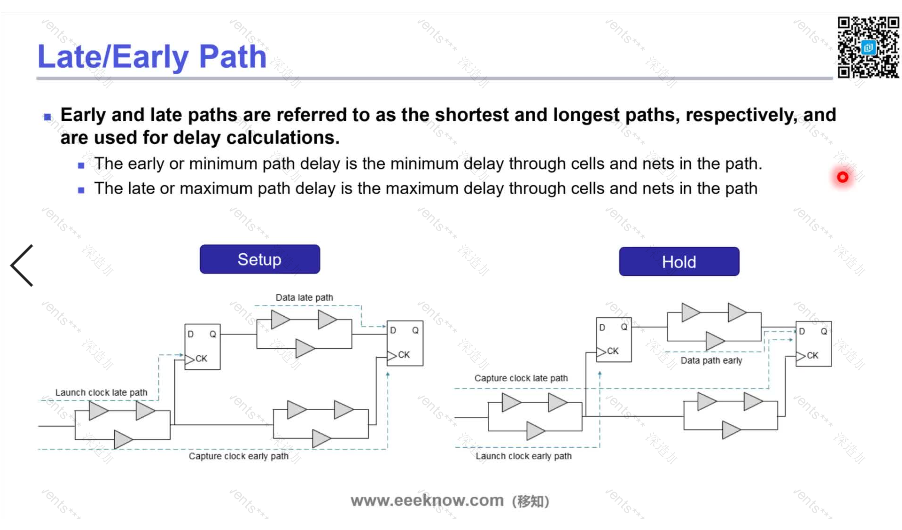 Late/Early Path
Early and late paths are referred to as the shortest and longest paths, respectively, and
are used for delay calculations.
The early or minimum path delay is the minimum delay through cells and nets in the path.
The late or maximum path delay is the maximum delay through cells and nets in the path
Setup
Data late path
D Q
CK
D Q
CK
Launch clock late path
Capture clock early path
Hold
D Q
CK
D Q
CK
Data path early
Capture clock late path
Launch clock early path
www.eeeknow.com（移知）